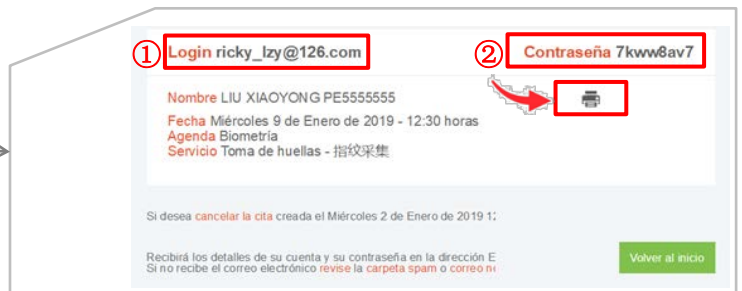 ① Login ricky_lzy@126.com ② Contraseña 7kww8av7
Nombre LIU XIAOYONG PE5555555
Fecha Miércoles 9 de Enero de 2019 - 12:30 horas
Agenda Biometría
Servicio Toma de huellas - 指纹采集
Si desea cancelar la cita creada el Miércoles 2 de Enero de 2019 12
Recibirá los detalles de su cuenta y su contraseña en la dirección E
Si no recibe el correo electrónico revise la carpeta spam o correo
Volver al inicio